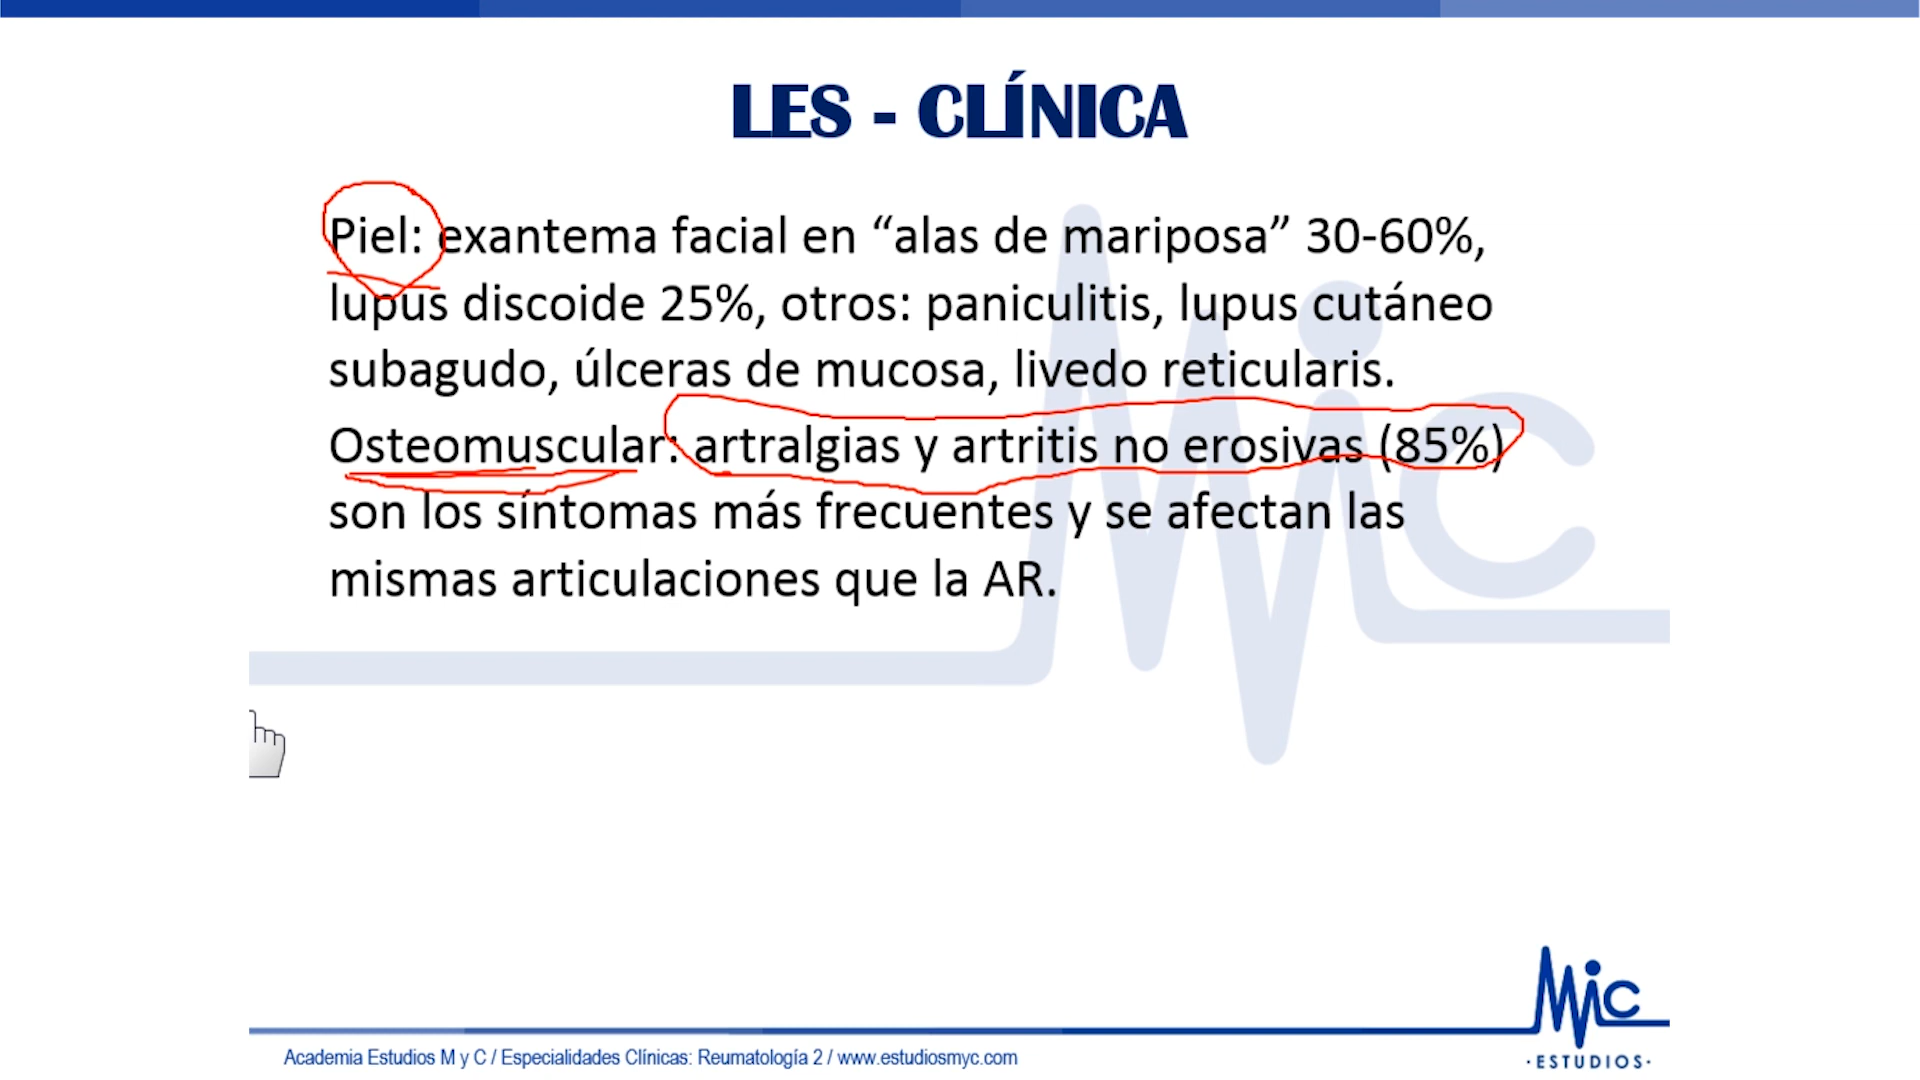 LES - CLÍNICA
Piel: exantema facial en “alas de mariposa” 30-60%,
lupus discoide 25%, otros: paniculitis, lupus cutáneo
subagudo, úlceras de mucosa, livedo reticularis.
Osteomuscular: artralgias y artritis no erosivas (85%)
son los síntomas más frecuentes y se afectan las
mismas articulaciones que la AR.
MiC
MiC
·ESTUDIOS·
Academia Estudios M y C / Especialidades Clínicas: Reumatología 2 / www.estudiosmyc.com